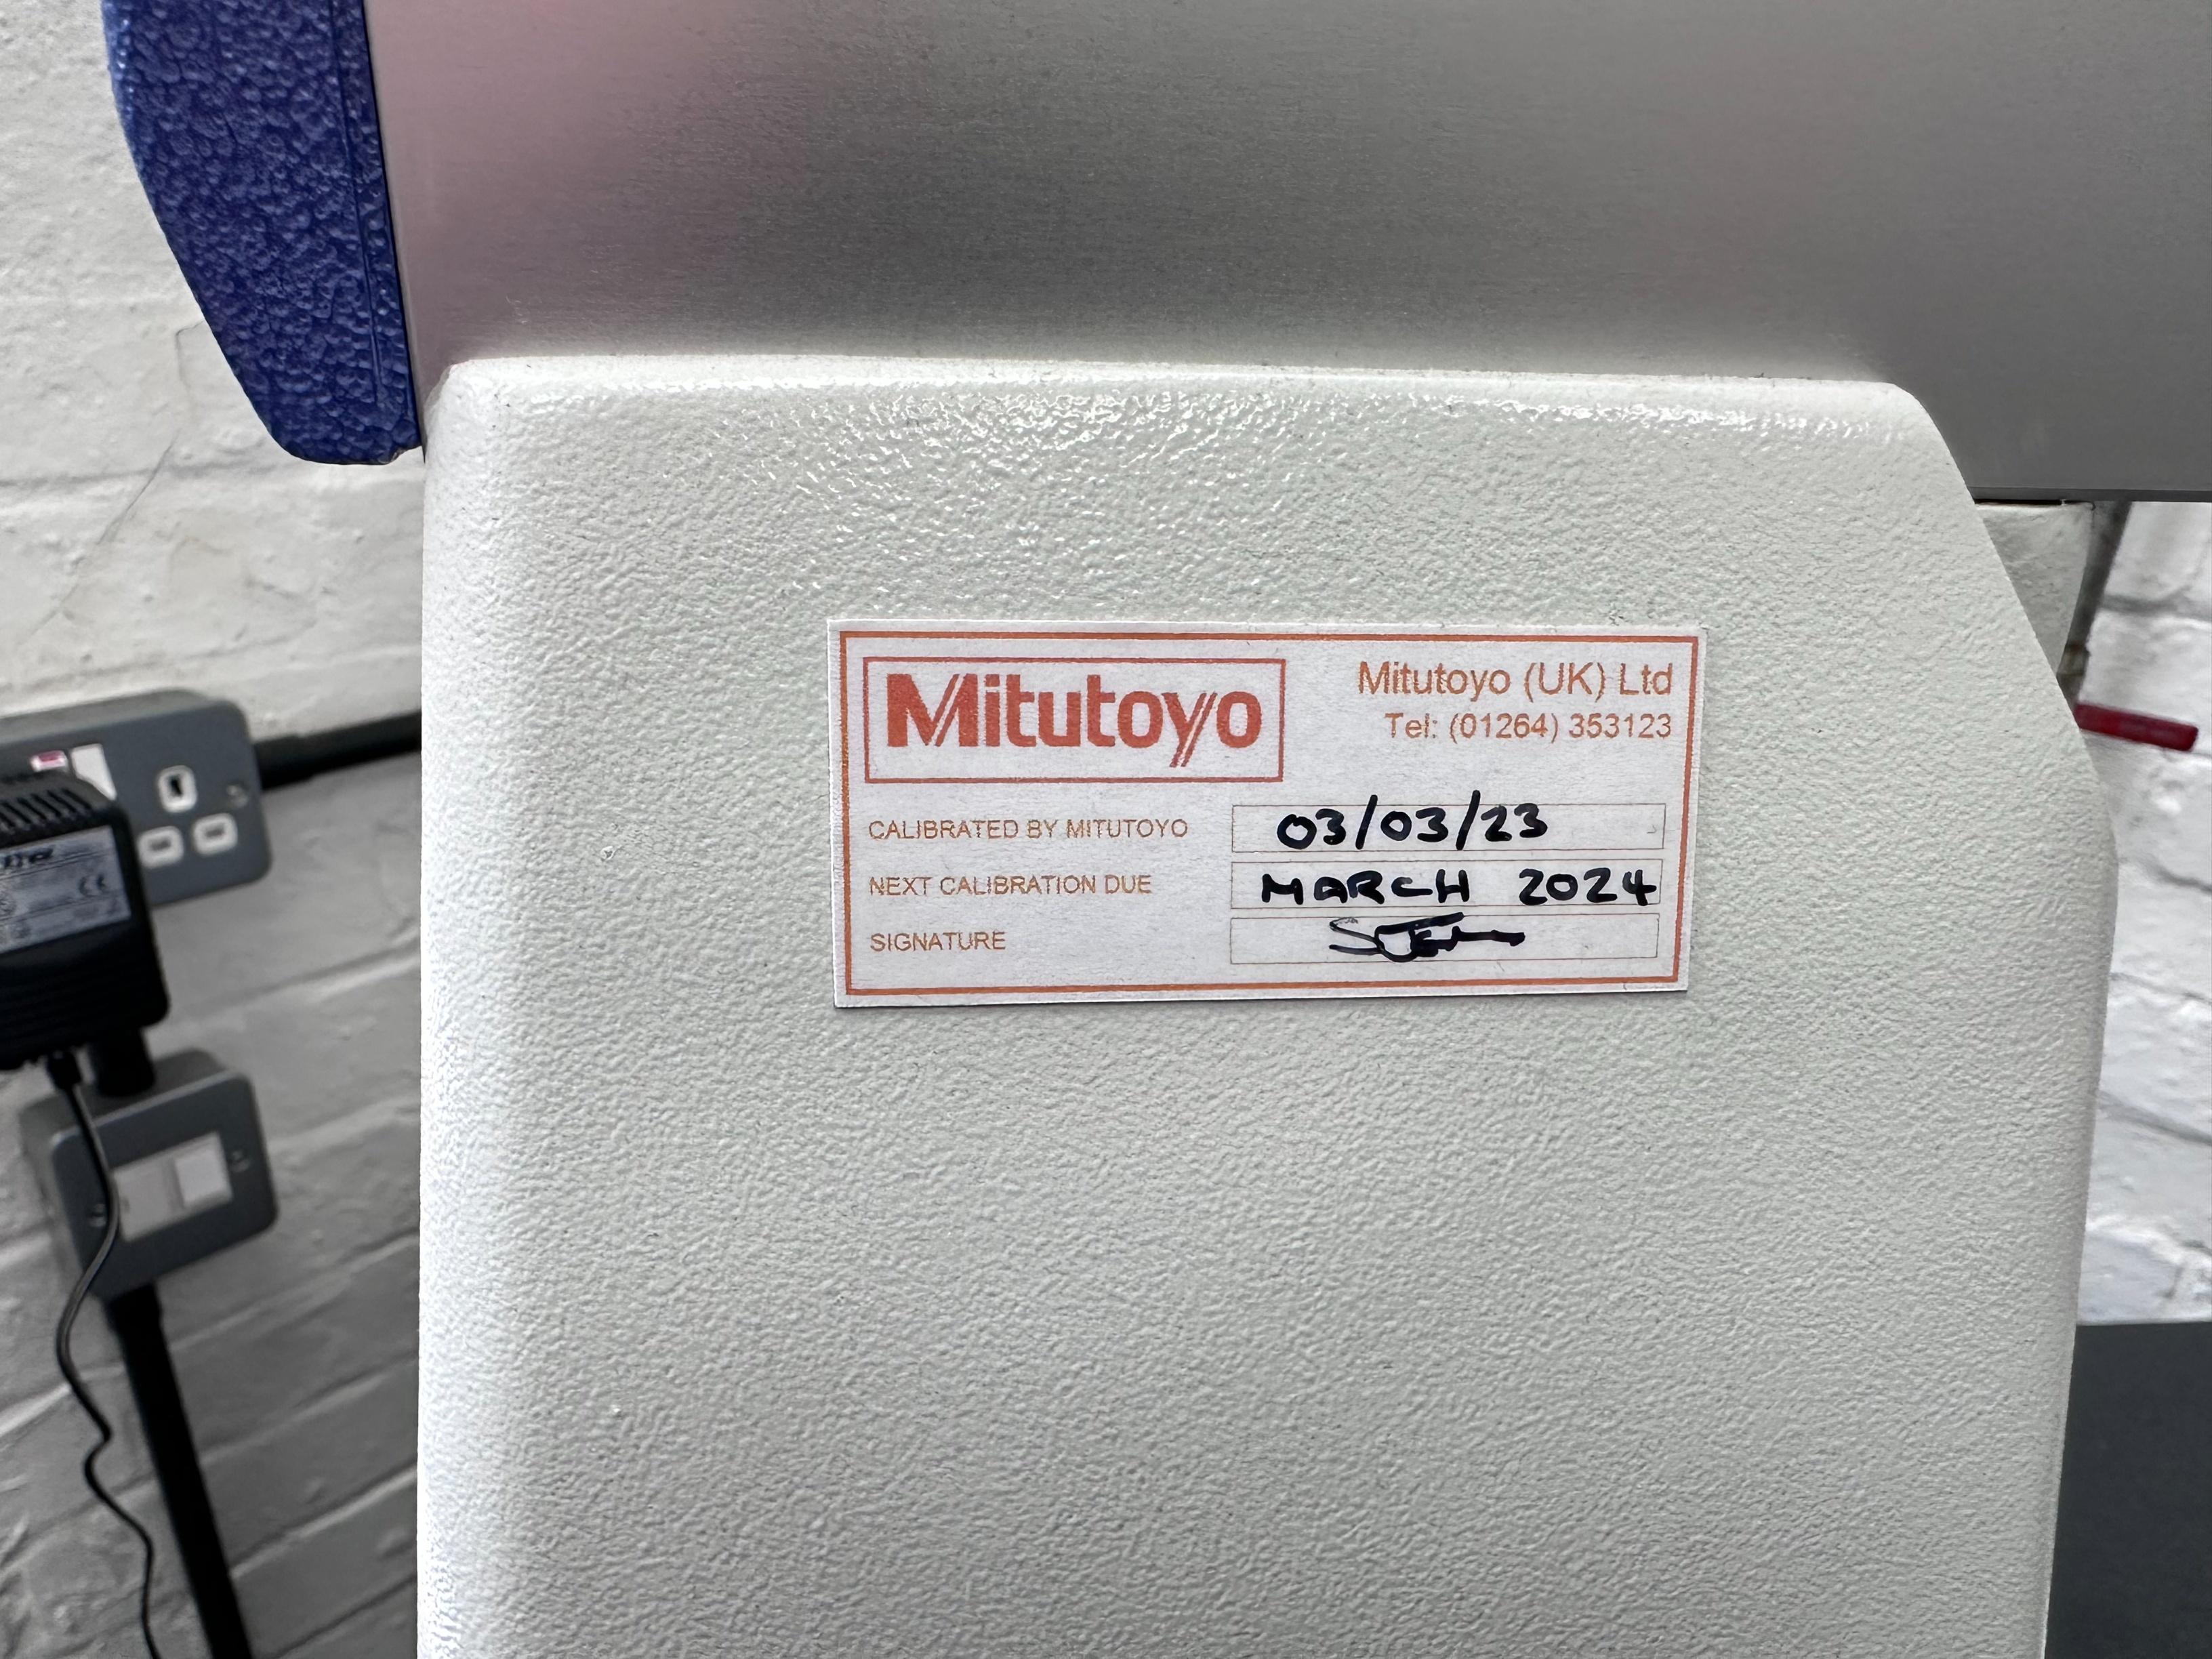 Mitutoyo
Mitutoyo (UK) Ltd
Tel: (01264) 353123
CALIBRATED BY MITUTOYO 03/03/23
NEXT CALIBRATION DUE MARCH 2024
SIGNATURE
CE